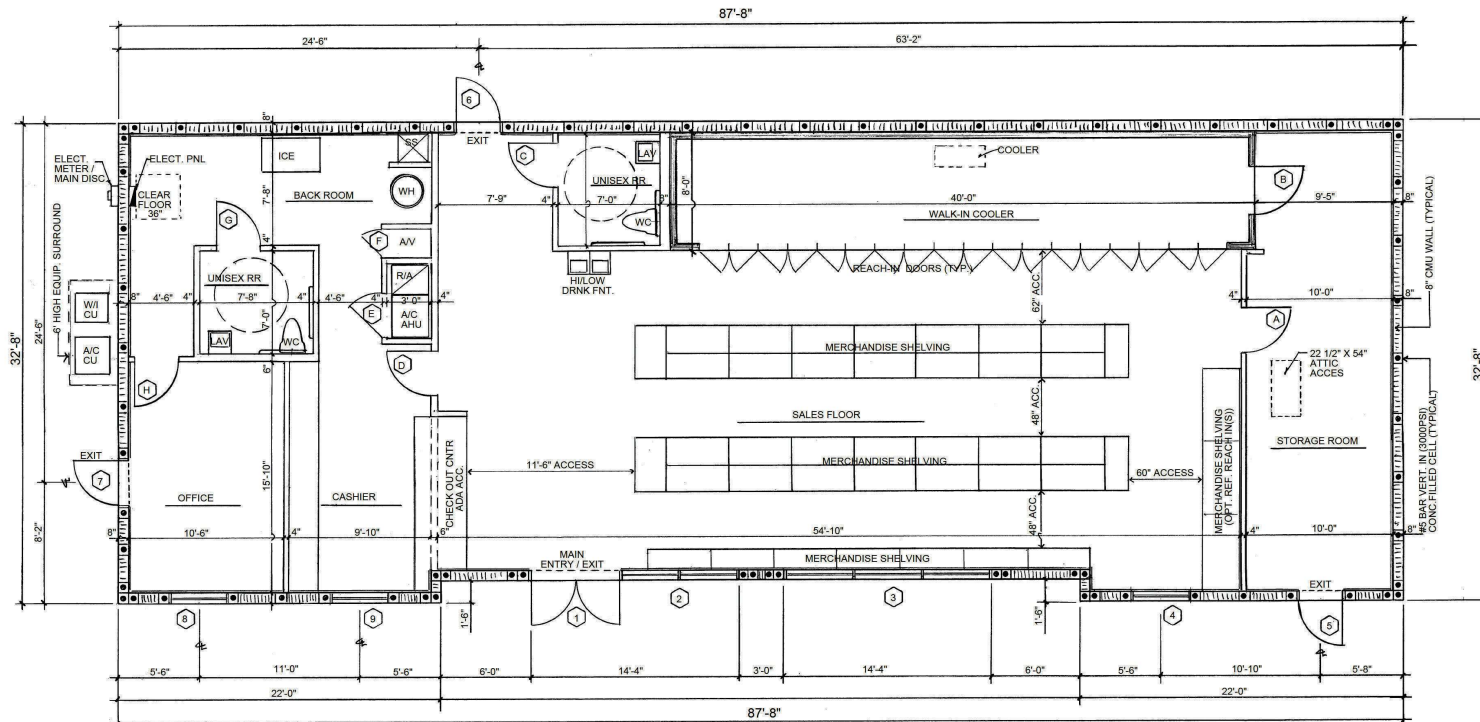 87'-8"
24'-6"
63'-2"
6
EXIT
8"
ELECT.
METER /
MAIN DISC.
ELECT. PNL
CLEAR
FLOOR
36"
ICE
SS
BACK ROOM
WH
7'-8"
G
F
A/V
4"
C
LAV
UNISEX RR
7'-9"
4"
7'-0"
WC
8'-0"
COOLER
40'-0"
WALK-IN COOLER
B
9'-5"
8"
8" CMU WALL (TYPICAL)
6' HIGH EQUIP. SURROUND
W/I
CU
A/C
CU
UNISEX RR
8"
4'-6"
4"
7'-8"
4"
4'-6"
4"
3'-0"
4"
R/A
A/C
AHU
E
7'-0"
LAV
WC
6"
HI/LOW
DRNK FNT.
REACH-IN DOORS (TYP.)
62" ACC.
4"
10'-0"
8"
A
MERCHANDISE SHELVING
22 1/2" X 54"
ATTIC
ACCES
32'-8"
24'-6"
8'-2"
32'-8"
H
D
48" ACC.
SALES FLOOR
STORAGE ROOM
MERCHANDISE SHELVING
11'-6" ACCESS
60" ACCESS
MERCHANDISE SHELVING
(OPT. REF. REACH IN(S))
#5 BAR VERT. IN (3000PSI)
CONC.FILLED CELL (TYPICAL)
EXIT
7
OFFICE
15'-10"
CASHIER
CHECK OUT CNTR
ADA ACC.
48" ACC.
8"
10'-6"
4"
9'-10"
6"
54'-10"
4"
10'-0"
8"
MAIN
ENTRY / EXIT
MERCHANDISE SHELVING
EXIT
8
9
1'-6"
1
2
3
1'-6"
4
5
5'-6"
11'-0"
5'-6"
6'-0"
14'-4"
3'-0"
14'-4"
6'-0"
5'-6"
10'-10"
5'-8"
22'-0"
22'-0"
87'-8"